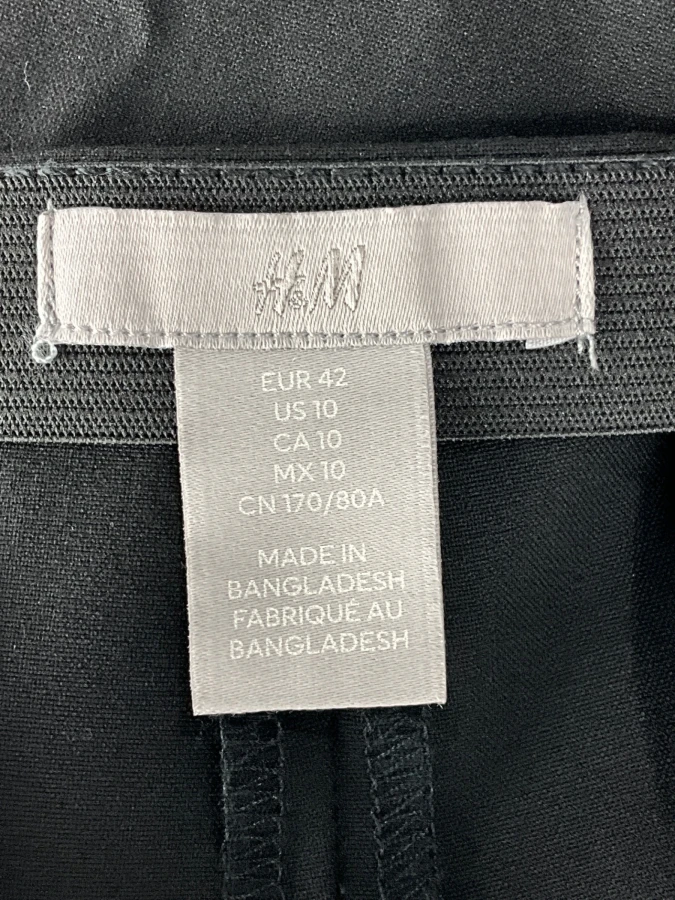 H&M
EUR 42
US 10
CA 10
MX 10
CN 170/80A
MADE IN
BANGLADESH
FABRIQUÉ AU
BANGLADESH